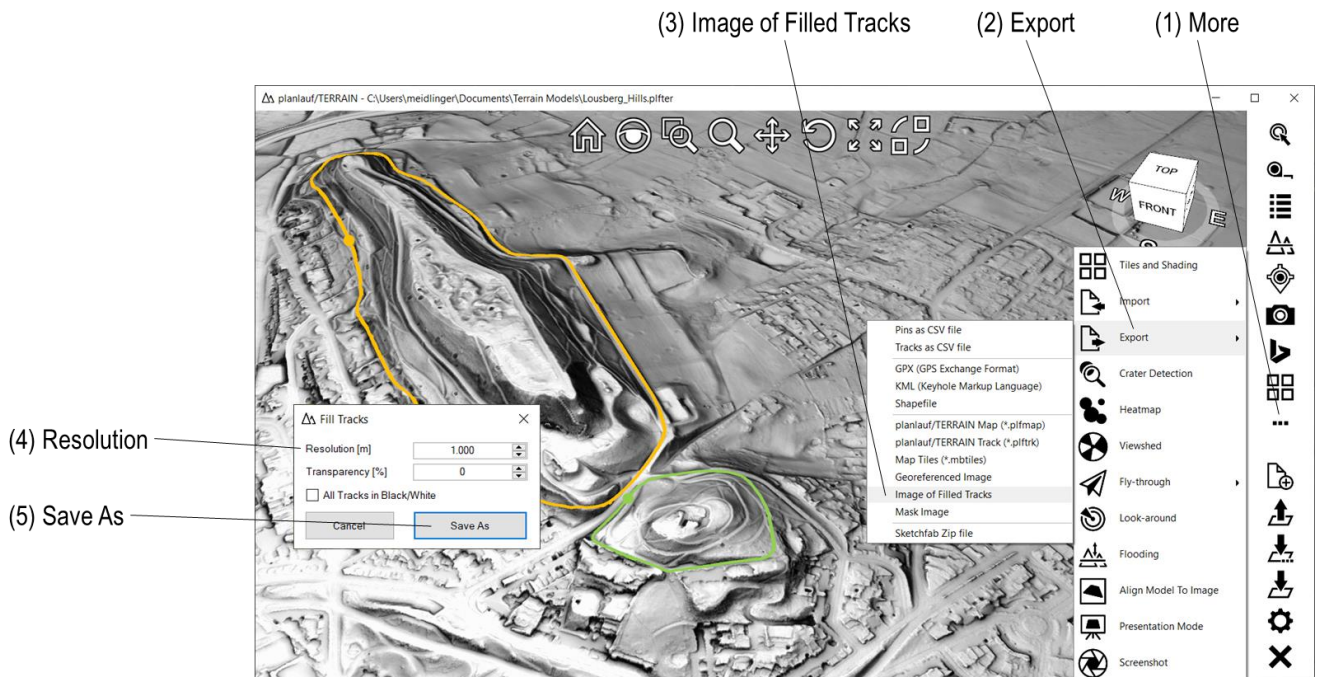 (3) Image of Filled Tracks
(2) Export
(1) More
planlauf/TERRAIN - C:\Users\meidlinger\Documents\Terrain Models\Lousberg_Hills.plfter
TOP
FRONT
W
E
Tiles and Shading
Import
Export
Crater Detection
Heatmap
Viewshed
Fly-through
Look-around
Flooding
Align Model To Image
Presentation Mode
Screenshot
Pins as CSV file
Tracks as CSV file
GPX (GPS Exchange Format)
KML (Keyhole Markup Language)
Shapefile
planlauf/TERRAIN Map (*.plfmap)
planlauf/TERRAIN Track (*.plftrk)
Map Tiles (*.mbtiles)
Georeferenced Image
Image of Filled Tracks
Mask Image
Sketchfab Zip file
(4) Resolution
(5) Save As
Fill Tracks
Resolution [m] 1.000
Transparency [%] 0
All Tracks in Black/White
Cancel Save As